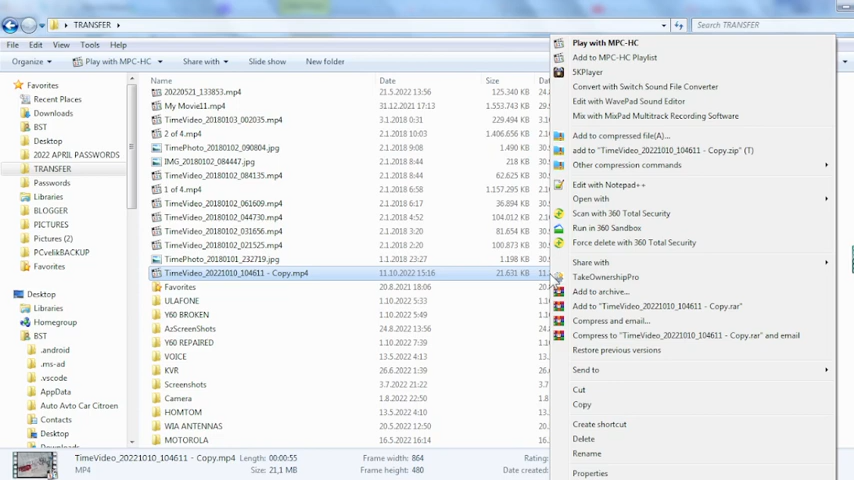 TRANSFER
Search TRANSFER
File Edit View Tools Help
Organize Play with MPC-HC Share with Slide show New folder
Favorites
Recent Places
Downloads
BST
Desktop
2022 APRIL PASSWORDS
TRANSFER
Passwords
Libraries
BLOGGER
PICTURES
Pictures (2)
PCvelikBACKUP
Favorites
Desktop
Libraries
Homegroup
BST
.android
.ms-ad
.vscode
AppData
Auto Avto Car Citroen
Contacts
Desktop
Name Date Size
20220521_133853.mp4 21.5.2022 13:56 125.340 KB
My Movie11.mp4 31.12.2021 17:13 1.553.743 KB
TimeVideo_20180103_002035.mp4 3.1.2018 0:31 229.494 KB
2 of 4.mp4 2.1.2018 10:03 1.406.656 KB
TimePhoto_20180102_090804.jpg 2.1.2018 9:08 1.490 KB
IMG_20180102_084447.jpg 2.1.2018 8:44 218 KB
TimeVideo_20180102_084135.mp4 2.1.2018 8:44 62.625 KB
1 of 4.mp4 2.1.2018 6:58 1.157.295 KB
TimeVideo_20180102_061609.mp4 2.1.2018 6:17 36.894 KB
TimeVideo_20180102_044730.mp4 2.1.2018 4:52 104.012 KB
TimeVideo_20180102_031656.mp4 2.1.2018 3:20 81.654 KB
TimeVideo_20180102_021525.mp4 2.1.2018 2:20 100.873 KB
TimePhoto_20180101_232719.jpg 1.1.2018 23:27 1.198 KB
TimeVideo_20221010_104611 - Copy.mp4 11.10.2022 15:16 21.631 KB
Favorites 20.8.2021 18:06
ULAFONE 1.10.2022 5:33
Y60 BROKEN 1.10.2022 5:30
AzScreenShots 24.8.2022 13:56
Y60 REPAIRED 1.10.2022 5:31
VOICE 13.5.2022 4:13
KVR 26.6.2022 1:39
Screenshots 3.7.2022 21:22
Camera 1.8.2022 22:50
HOMTOM 13.5.2022 4:10
WIA ANTENNAS 20.5.2022 12:50
MOTOROLA 16.5.2022 16:14
Play with MPC-HC
Add to MPC-HC Playlist
5KPlayer
Convert with Switch Sound File Converter
Edit with WavePad Sound Editor
Mix with MixPad Multitrack Recording Software
Add to compressed file(A)...
add to "TimeVideo_20221010_104611 - Copy.zip" (T)
Other compression commands
Edit with Notepad++
Open with
Scan with 360 Total Security
Run in 360 Sandbox
Force delete with 360 Total Security
Share with
TakeOwnershipPro
Add to archive...
Add to "TimeVideo_20221010_104611 - Copy.rar"
Compress and email...
Compress to "TimeVideo_20221010_104611 - Copy.rar" and email
Restore previous versions
Send to
Cut
Copy
Create shortcut
Delete
Rename
Properties
TimeVideo_20221010_104611 - Copy.mp4 Length: 00:00:55 Frame width: 864 Rating:
MP4 Size: 21,1 MB Frame height: 480 Date created: